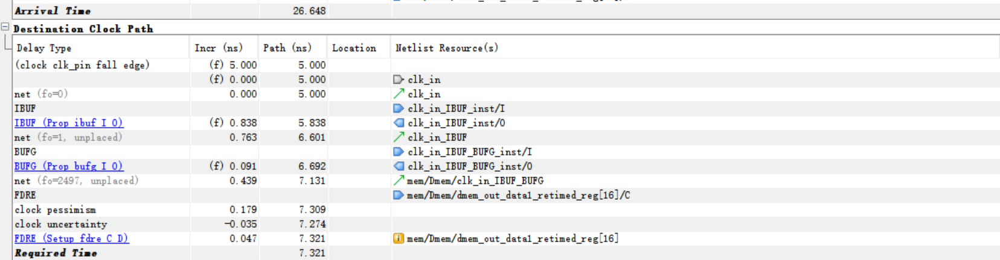 Arrival Time 26.648
Destination Clock Path
Delay Type Incr (ns) Path (ns) Location Netlist Resource(s)
(clock clk_pin fall edge) (f) 5.000 5.000
(f) 0.000 5.000 clk_in
net (fo=0) 0.000 5.000 clk_in
IBUF clk_in_IBUF_inst/I
IBUF (Prop ibuf I O) (f) 0.838 5.838 clk_in_IBUF_inst/O
net (fo=1, unplaced) 0.763 6.601 clk_in_IBUF
BUFG clk_in_IBUF_BUFG_inst/I
BUFG (Prop bufg I O) (f) 0.091 6.692 clk_in_IBUF_BUFG_inst/O
net (fo=2497, unplaced) 0.439 7.131 mem/Dmem/clk_in_IBUF_BUFG
FDRE mem/Dmem/dmem_out_data1_retimed_reg[16]/C
clock pessimism 0.179 7.309
clock uncertainty -0.035 7.274
FDRE (Setup fdre C D) 0.047 7.321 mem/Dmem/dmem_out_data1_retimed_reg[16]
Required Time 7.321